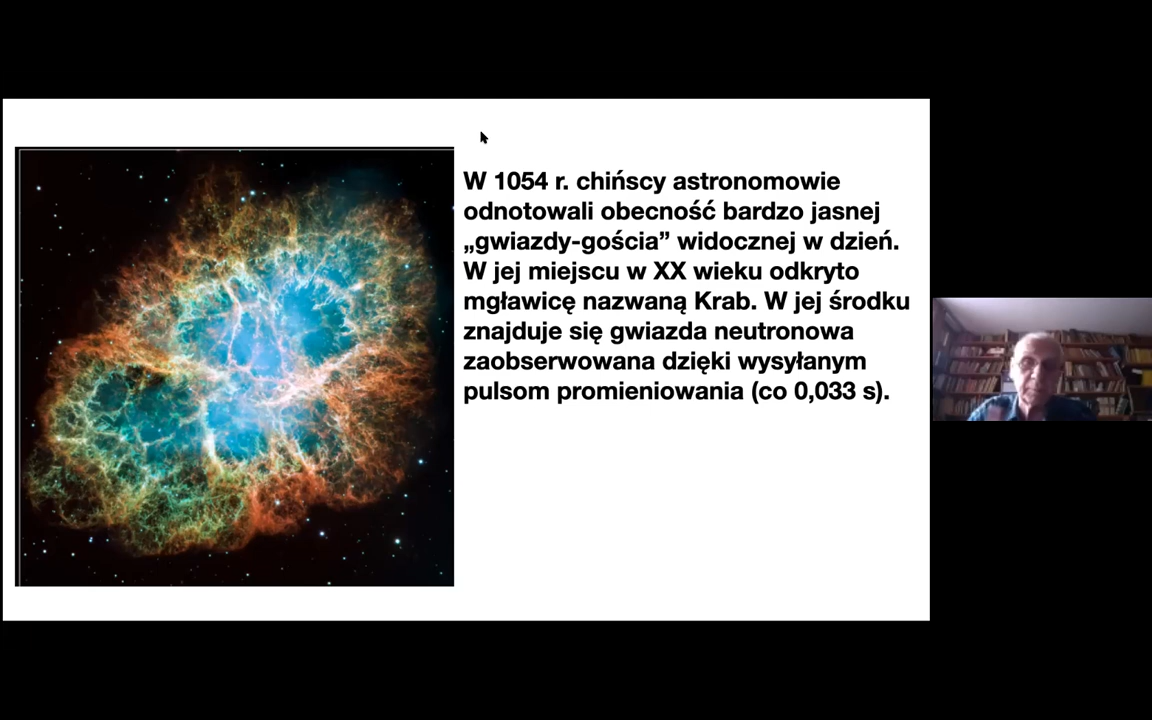 W 1054 r. chińscy astronomowie
odnotowali obecność bardzo jasnej
„gwiazdy-gościa” widocznej w dzień.
W jej miejscu w XX wieku odkryto
mgławicę nazwaną Krab. W jej środku
znajduje się gwiazda neutronowa
zaobserwowana dzięki wysyłanym
pulsom promieniowania (co 0,033 s).